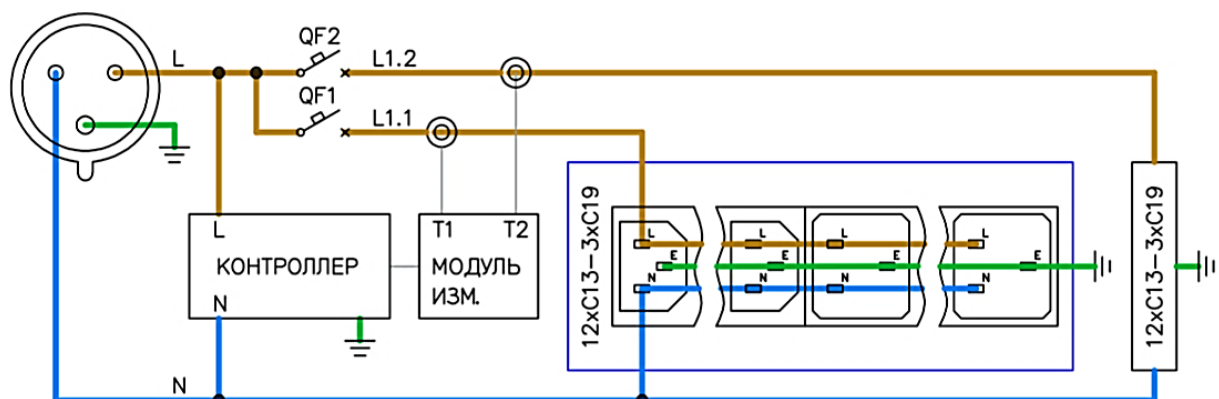 L
QF2
L1.2
QF1
L1.1
L
КОНТРОЛЛЕР
N
T1
T2
МОДУЛЬ
ИЗМ.
12xC13-3xC19
L
E
N
L
E
N
L
E
N
L
E
N
12xC13-3xC19
N